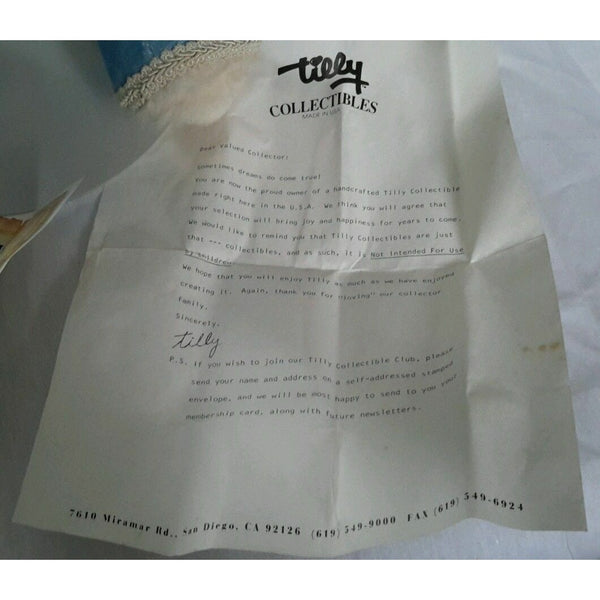 tilly
COLLECTIBLES
MADE IN USA
Dear Valued Collector:
Sometimes dreams do come true!
You are now the proud owner of a handcrafted Tilly Collectible
made right here in the U.S.A. We think you will agree that
your selection will bring joy and happiness for years to come.
We would like to remind you that Tilly Collectibles are just
that --- collectibles, and as such, it is Not Intended For Use
By Children.
We hope that you will enjoy Tilly as much as we have enjoyed
creating it. Again, thank you for "joining" our collector
family.
Sincerely,
tilly
P.S. if you wish to join our Tilly Collectible Club, please
send your name and address on a self-addressed stamped
envelope, and we will be most happy to send to you your
membership card, along with future newsletters.
7610 Miramar Rd., San Diego, CA 92126 (619) 549-9000 FAX (619) 549-6924